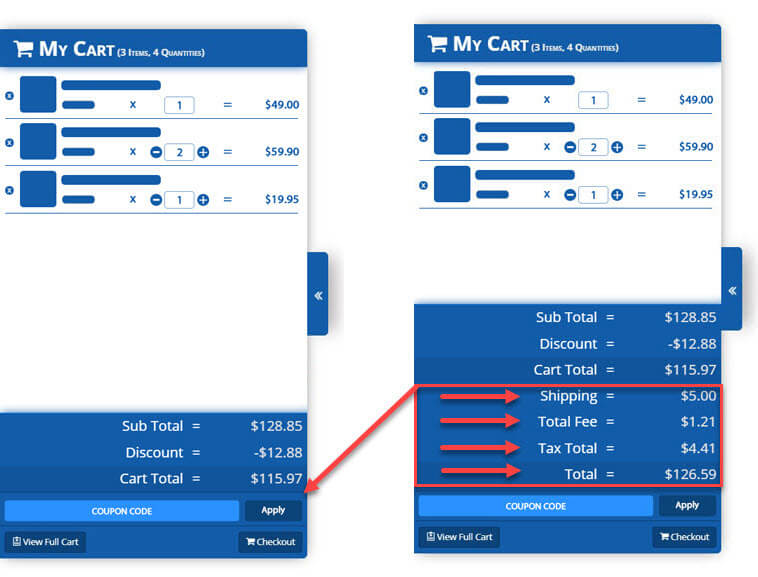 My Cart (3 Items, 4 Quantities)
x x 1 = $49.00
x x - 2 + = $59.90
x x - 1 + = $19.95
«
Sub Total = $128.85
Discount = -$12.88
Cart Total = $115.97
COUPON CODE Apply
View Full Cart Checkout
My Cart (3 Items, 4 Quantities)
x x 1 = $49.00
x x - 2 + = $59.90
x x - 1 + = $19.95
«
Sub Total = $128.85
Discount = -$12.88
Cart Total = $115.97
Shipping = $5.00
Total Fee = $1.21
Tax Total = $4.41
Total = $126.59
COUPON CODE Apply
View Full Cart Checkout